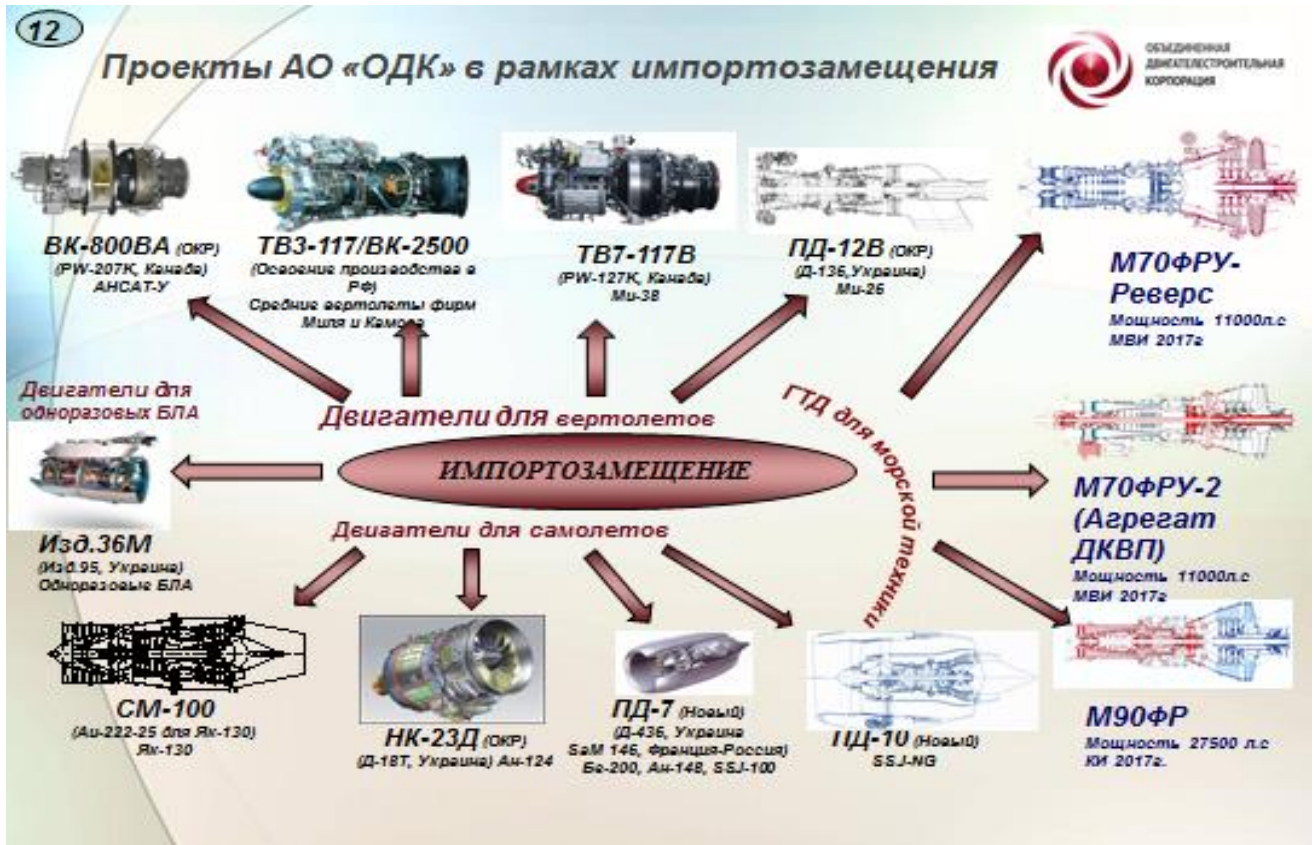 12
Проекты АО «ОДК» в рамках импортозамещения
ОБЪЕДИНЕННАЯ
ДВИГАТЕЛЕСТРОИТЕЛЬНАЯ
КОРПОРАЦИЯ
ВК-800ВА (ОКР)
(PW-207K, Канада)
АНСАТ-У
ТВ3-117/ВК-2500
(Освоение производства в
РФ)
Средние вертолеты фирм
Миля и Камова
ТВ7-117В
(PW-127K, Канада)
Ми-38
ПД-12В (ОКР)
(Д-136,Украина)
Ми-26
М70ФРУ-
Реверс
Мощность 11000л.с
МВИ 2017г
Двигатели для
одноразовых БЛА
Двигатели для вертолетов
ГТД для морской техники
ИМПОРТОЗАМЕЩЕНИЕ
Двигатели для самолетов
Изд.36М
(Изд.95, Украина)
Одноразовые БЛА
М70ФРУ-2
(Агрегат
ДКВП)
Мощность 11000л.с
МВИ 2017г
СМ-100
(Аи-222-25 для Як-130)
Як-130
НК-23Д (ОКР)
(Д-18Т, Украина) Ан-124
ПД-7 (Новый)
(Д-436, Украина
SaM 146, Франция-Россия)
Бе-200, Ан-148, SSJ-100
ПД-10 (Новый)
SSJ-NG
М90ФР
Мощность 27500 л.с
КИ 2017г.